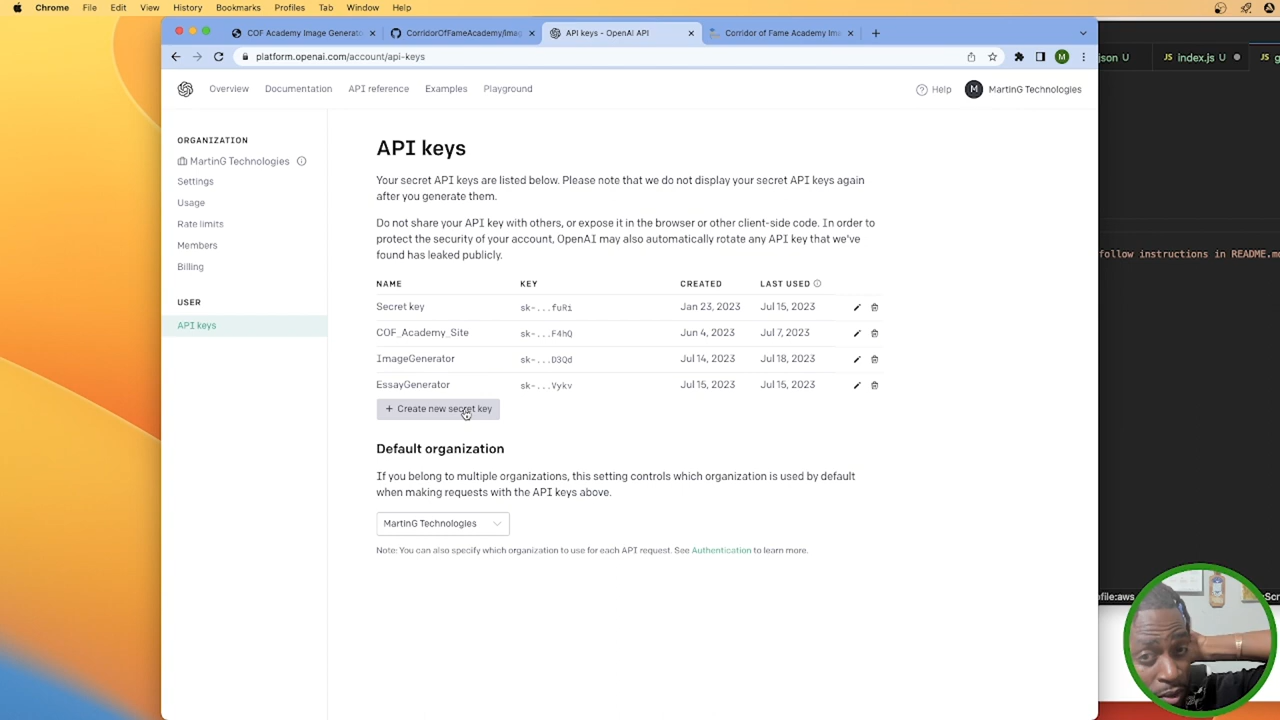 Chrome File Edit View History Bookmarks Profiles Tab Window Help
COF Academy Image Generator
CorridorOfFameAcademy/imag
API keys - OpenAI API
Corridor of Fame Academy Im
platform.openai.com/account/api-keys
M
Overview Documentation API reference Examples Playground
Help M MartinG Technologies
ORGANIZATION
MartinG Technologies
Settings
Usage
Rate limits
Members
Billing
USER
API keys
API keys
Your secret API keys are listed below. Please note that we do not display your secret API keys again
after you generate them.
Do not share your API key with others, or expose it in the browser or other client-side code. In order to
protect the security of your account, OpenAI may also automatically rotate any API key that we've
found has leaked publicly.
NAME KEY CREATED LAST USED
Secret key sk-...fuRi Jan 23, 2023 Jul 15, 2023
COF_Academy_Site sk-...F4hQ Jun 4, 2023 Jul 7, 2023
ImageGenerator sk-...D3Qd Jul 14, 2023 Jul 18, 2023
EssayGenerator sk-...Vykv Jul 15, 2023 Jul 15, 2023
+ Create new secret key
Default organization
If you belong to multiple organizations, this setting controls which organization is used by default
when making requests with the API keys above.
MartinG Technologies
Note: You can also specify which organization to use for each API request. See Authentication to learn more.
json U JS index.js U JS g
follow instructions in README.m
ofile:aws
Scr